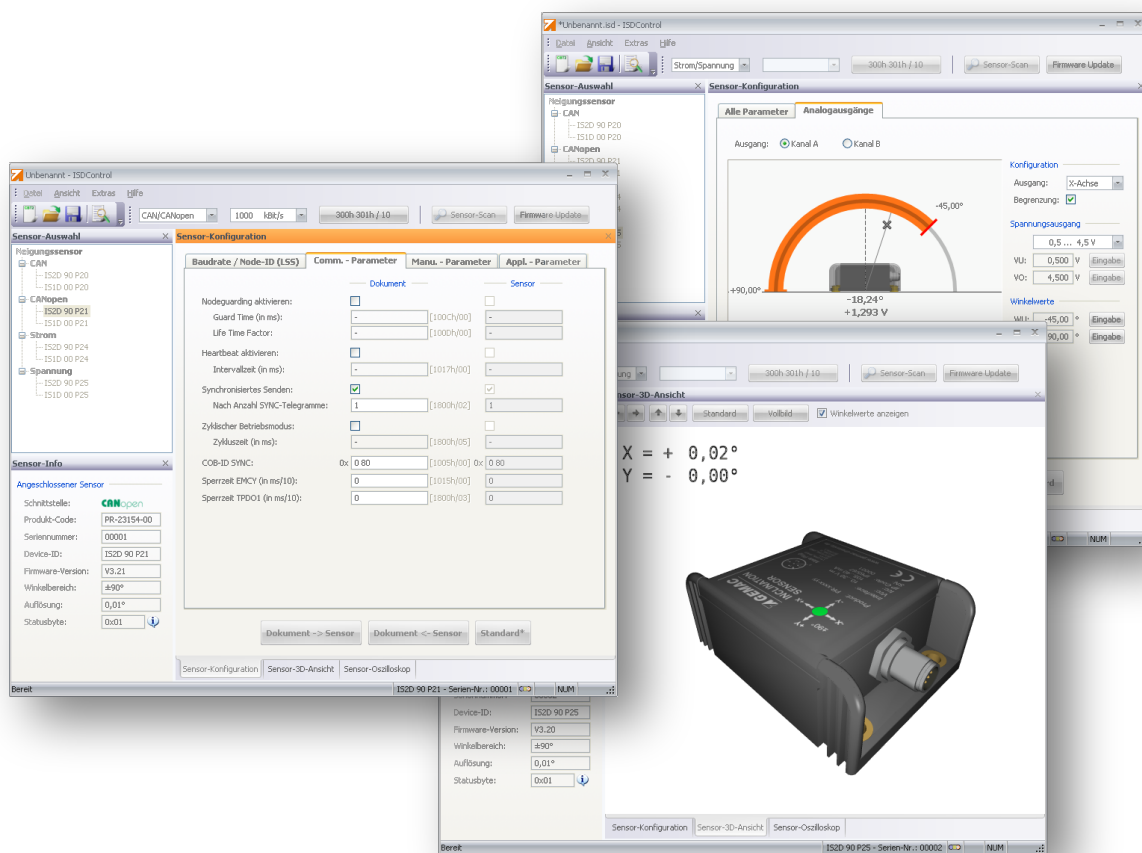 *Unbenannt.isd - ISDControl
Datei Ansicht Extras Hilfe
Strom/Spannung 300h 301h / 10 Sensor-Scan Firmware Update
Sensor-Auswahl
Neigungssensor
CAN
IS2D 90 P20
IS1D 00 P20
CANopen
IS2D 90 P21
Sensor-Konfiguration
Alle Parameter Analogausgänge
Ausgang: Kanal A Kanal B
-45,00°
+90,00°
-18,24°
+1,293 V
Konfiguration
Ausgang: X-Achse
Begrenzung:
Spannungsausgang
0,5 ... 4,5 V
VU: 0,500 V Eingabe
VO: 4,500 V Eingabe
Winkelwerte
WU: -45,00 ° Eingabe
90,00 ° Eingabe
NUM
Unbenannt - ISDControl
Datei Ansicht Extras Hilfe
CAN/CANopen 1000 kBit/s 300h 301h / 10 Sensor-Scan Firmware Update
Sensor-Auswahl
Neigungssensor
CAN
IS2D 90 P20
IS1D 00 P20
CANopen
IS2D 90 P21
IS1D 00 P21
Strom
IS2D 90 P24
IS1D 00 P24
Spannung
IS2D 90 P25
IS1D 00 P25
Sensor-Info
Angeschlossener Sensor
Schnittstelle: CANopen
Produkt-Code: PR-23154-00
Seriennummer: 00001
Device-ID: IS2D 90 P21
Firmware-Version: V3.21
Winkelbereich: ±90°
Auflösung: 0,01°
Statusbyte: 0x01
Sensor-Konfiguration
Baudrate / Node-ID (LSS) Comm. - Parameter Manu. - Parameter Appl. - Parameter
Dokument Sensor
Nodeguarding aktivieren:
Guard Time (in ms): - [100Ch/00] -
Life Time Factor: - [100Dh/00] -
Heartbeat aktivieren:
Intervallzeit (in ms): - [1017h/00] -
Synchronisiertes Senden:
Nach Anzahl SYNC-Telegramme: 1 [1800h/02] 1
Zyklischer Betriebsmodus:
Zykluszeit (in ms): - [1800h/05] -
COB-ID SYNC: 0x 0 80 [1005h/00] 0x 0 80
Sperrzeit EMCY (in ms/10): 0 [1015h/00] 0
Sperrzeit TPDO1 (in ms/10): 0 [1800h/03] 0
Dokument -> Sensor Dokument <- Sensor Standard*
Sensor-Konfiguration Sensor-3D-Ansicht Sensor-Oszilloskop
Bereit IS2D 90 P21 - Serien-Nr.: 00001 NUM
300h 301h / 10 Sensor-Scan Firmware Update
nsor-3D-Ansicht
Standard Vollbild Winkelwerte anzeigen
X = + 0,02°
Y = - 0,00°
GEMAC
INCLINATION
SENSOR
Device-ID: IS2D 90 P25
Firmware-Version: V3.20
Winkelbereich: ±90°
Auflösung: 0,01°
Statusbyte: 0x01
Sensor-Konfiguration Sensor-3D-Ansicht Sensor-Oszilloskop
Bereit IS2D 90 P25 - Serien-Nr.: 00002 NUM